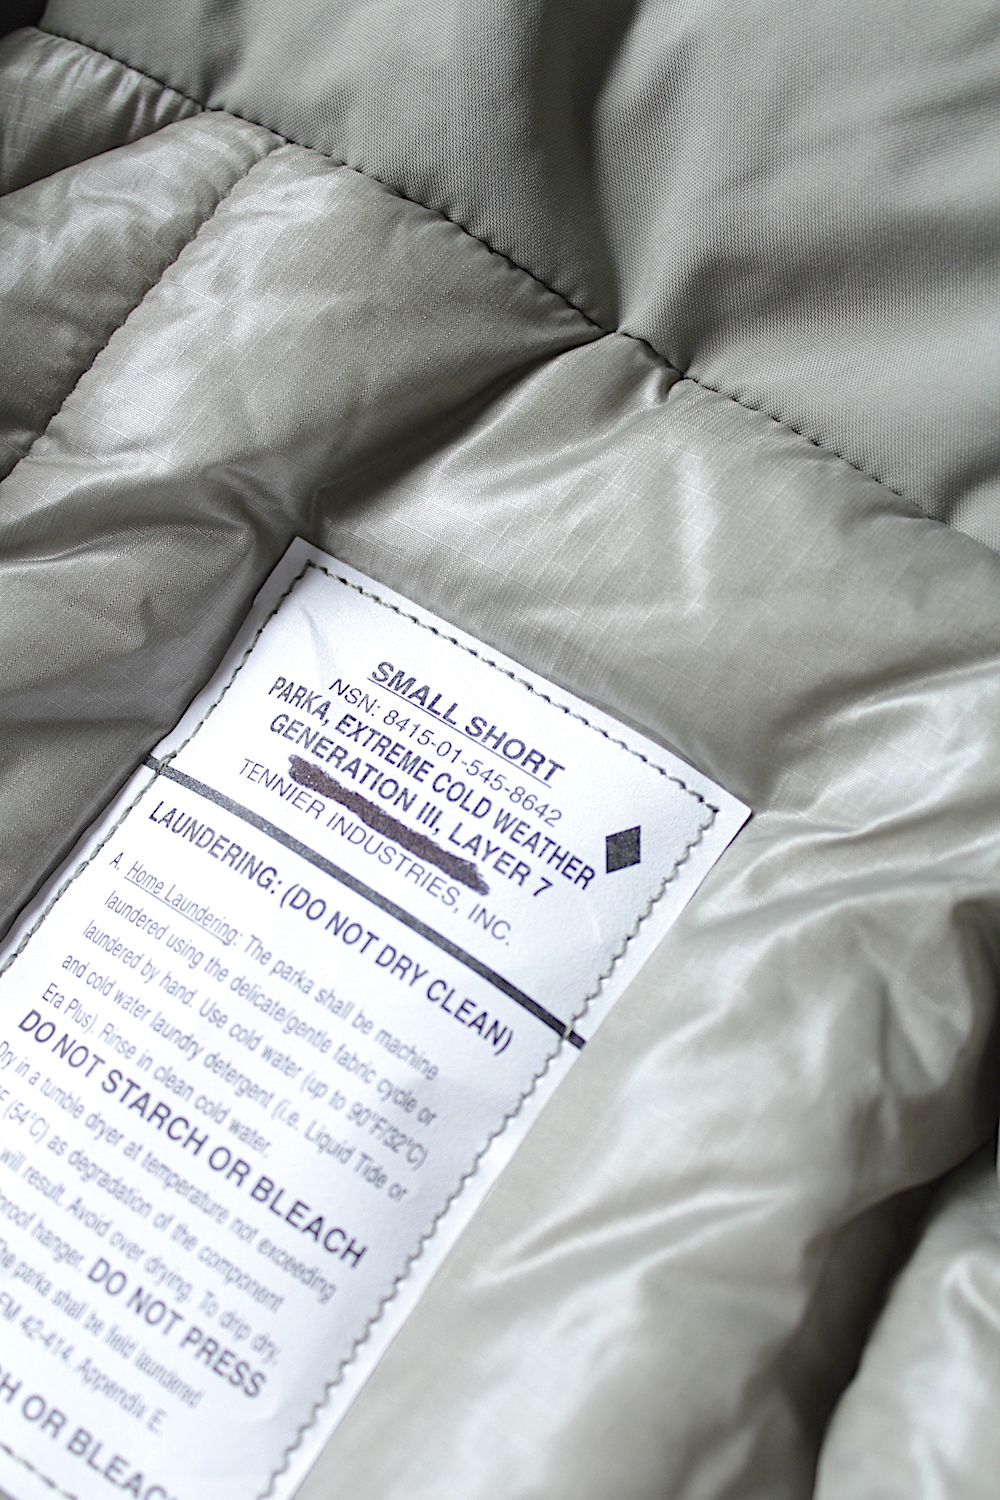 SMALL SHORT
NSN: 8415-01-545-8642
PARKA, EXTREME COLD WEATHER
GENERATION III, LAYER 7
TENNIER INDUSTRIES, INC.
LAUNDERING: (DO NOT DRY CLEAN)
A. Home Laundering: The parka shall be machine
laundered using the delicate/gentle fabric cycle or
laundered by hand. Use cold water (up to 90°F/32°C)
and cold water laundry detergent (i.e. Liquid Tide or
Era Plus). Rinse in clean cold water.
DO NOT STARCH OR BLEACH
Dry in a tumble dryer at temperature not exceeding
(54°C) as degradation of the component
will result. Avoid over drying. To drip dry,
hanger. DO NOT PRESS
parka shall be field laundered
FM 42-414. Appendix E.
OR BLEACH